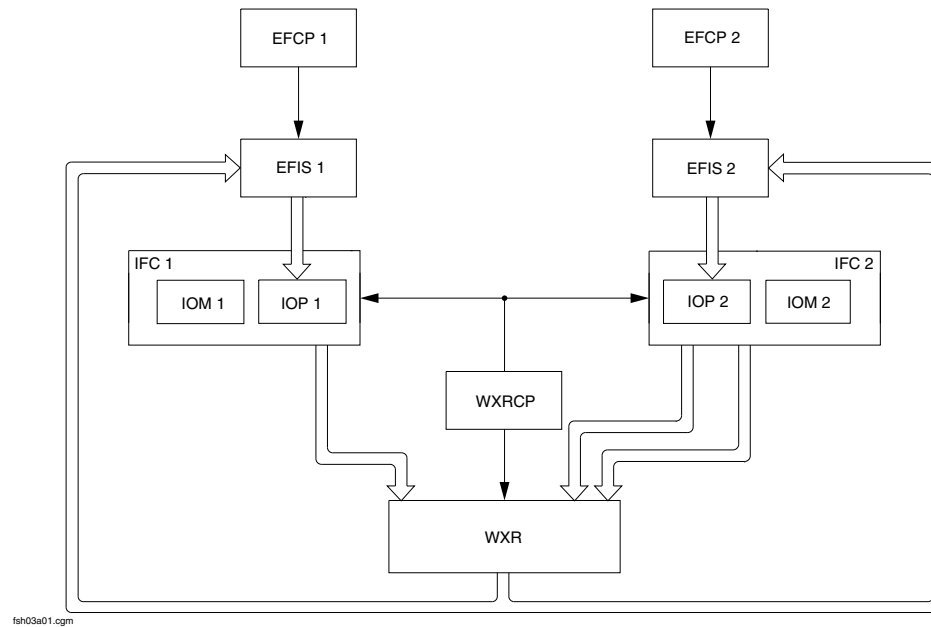 EFCP 1
EFCP 2
EFIS 1
EFIS 2
IFC 1
IFC 2
IOM 1
IOP 1
IOP 2
IOM 2
WXRCP
WXR
fsh03a01.cgm